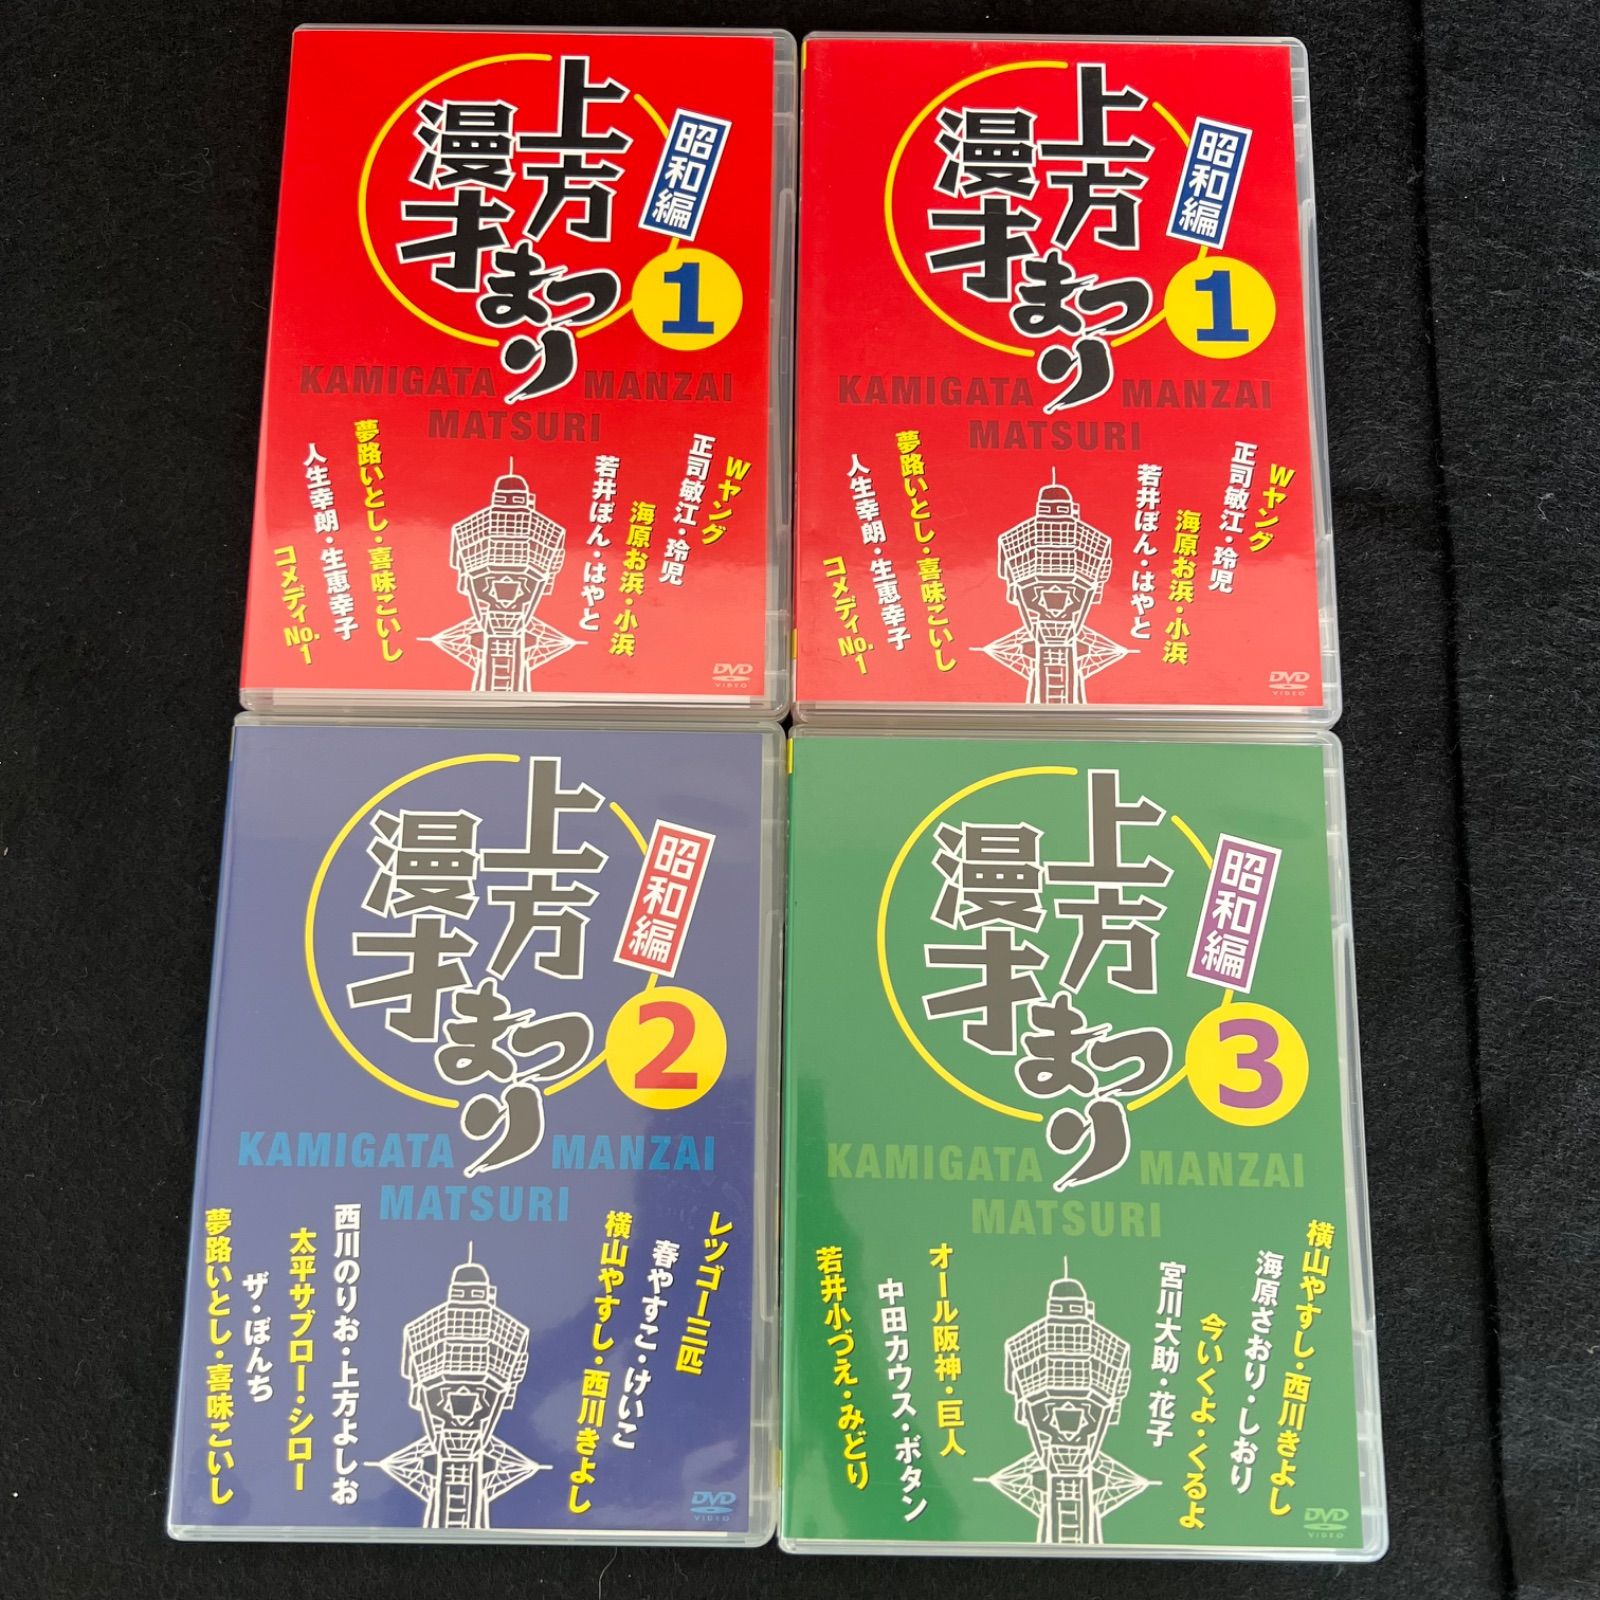 上方
漫才
まつり
昭和編
1
KAMIGATA MANZAI
MATSURI
Wヤング
正司敏江・玲児
海原お浜・小浜
若井ぼん・はやと
夢路いとし・喜味こいし
人生幸朗・生恵幸子
コメディNo.1
DVD
VIDEO
上方
漫才
まつり
昭和編
1
KAMIGATA MANZAI
MATSURI
Wヤング
正司敏江・玲児
海原お浜・小浜
若井ぼん・はやと
夢路いとし・喜味こいし
人生幸朗・生恵幸子
コメディNo.1
DVD
VIDEO
上方
漫才
まつり
昭和編
2
KAMIGATA MANZAI
MATSURI
レツゴー三匹
春やすこ・けいこ
横山やすし・西川きよし
西川のりお・上方よしお
太平サブロー・シロー
ザ・ぼんち
夢路いとし・喜味こいし
DVD
VIDEO
上方
漫才
まつり
昭和編
3
KAMIGATA MANZAI
MATSURI
横山やすし・西川きよし
海原さおり・しおり
今いくよ・くるよ
宮川大助・花子
オール阪神・巨人
中田カウス・ボタン
若井小づえ・みどり
DVD
VIDEO